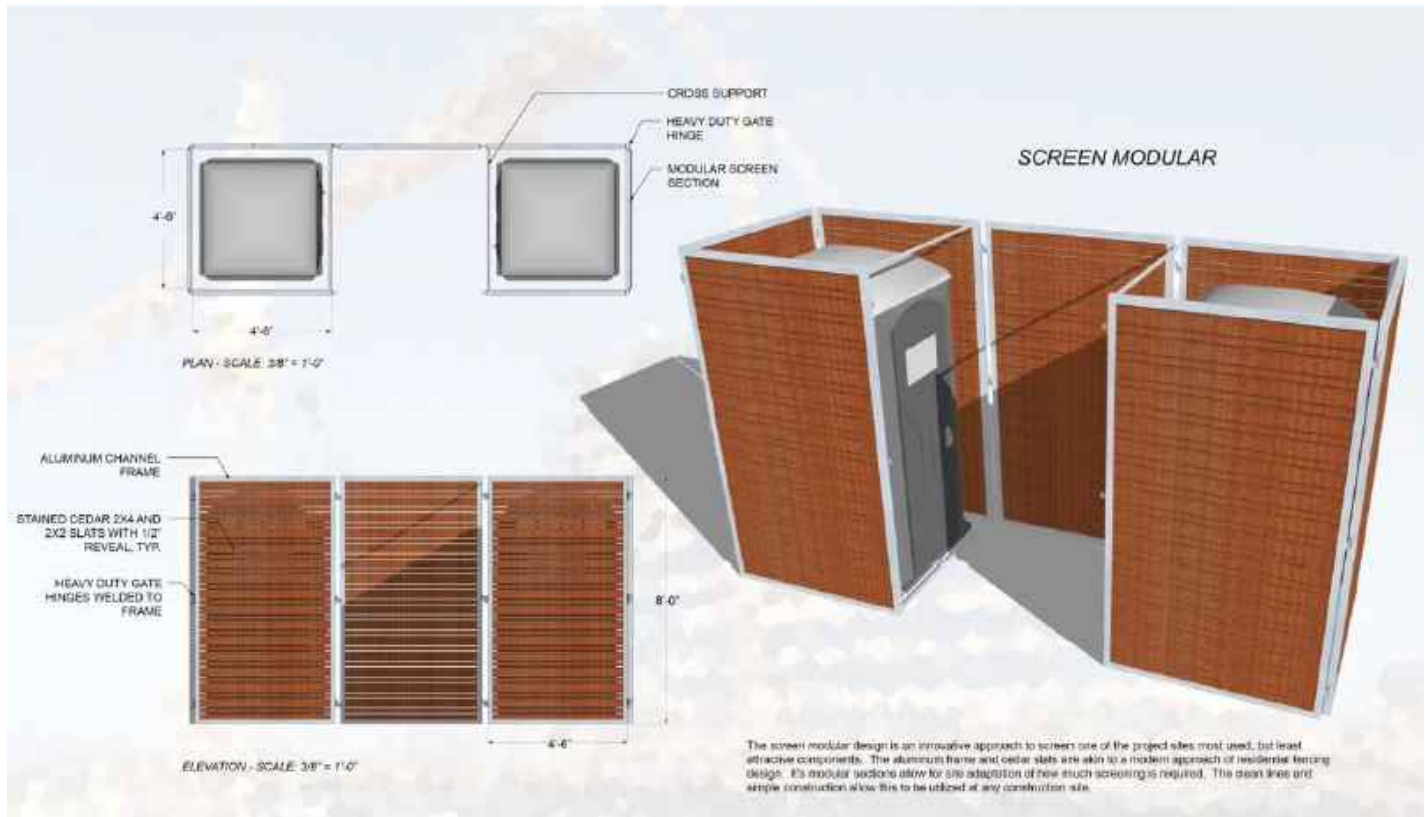 CROSS SUPPORT
HEAVY DUTY GATE
HINGE
MODULAR SCREEN
SECTION
4'-6"
4'-6"
PLAN - SCALE: 3/8" = 1'-0"
SCREEN MODULAR
ALUMINUM CHANNEL
FRAME
STAINED CEDAR 2X4 AND
2X2 SLATS WITH 1/2"
REVEAL, TYP.
HEAVY DUTY GATE
HINGES WELDED TO
FRAME
8'-0"
4'-6"
ELEVATION - SCALE: 3/8" = 1'-0"
The screen modular design is an innovative approach to screen one of the project sites most used, but least
attractive components. The aluminum frame and cedar slats are akin to a modern approach of residential fencing
design. It's modular sections allow for site adaptation of how much screening is required. The clean lines and
simple construction allow this to be utilized at any construction site.